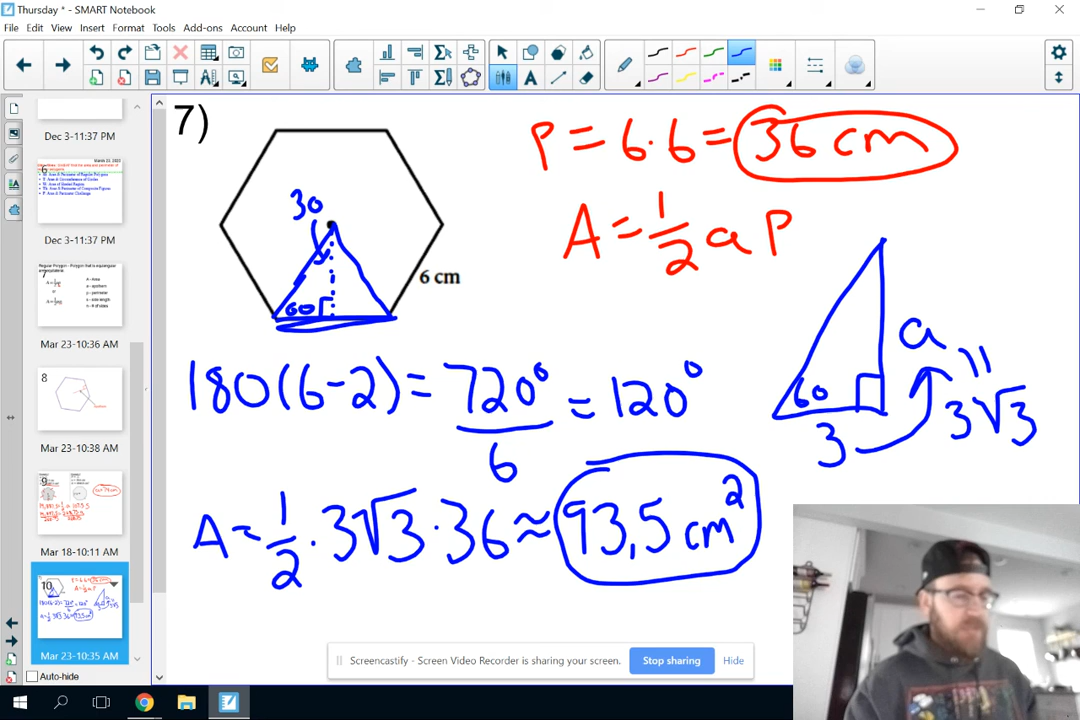 Thursday * - SMART Notebook
File Edit View Insert Format Tools Add-ons Account Help
Dec 3-11:37 PM
6
Dec 3-11:37 PM
7
Mar 23-10:36 AM
8
Mar 23-10:38 AM
9
Mar 18-10:11 AM
10
Mar 23-10:35 AM
Auto-hide
7)
P = 6·6 = 36 cm
A = 1/2 a P
30
60
6 cm
180(6-2) = 720° / 6 = 120°
a
60
3
= 3√3
A = 1/2 · 3√3 · 36 ≈ 93.5 cm²
Screencastify - Screen Video Recorder is sharing your screen. Stop sharing Hide